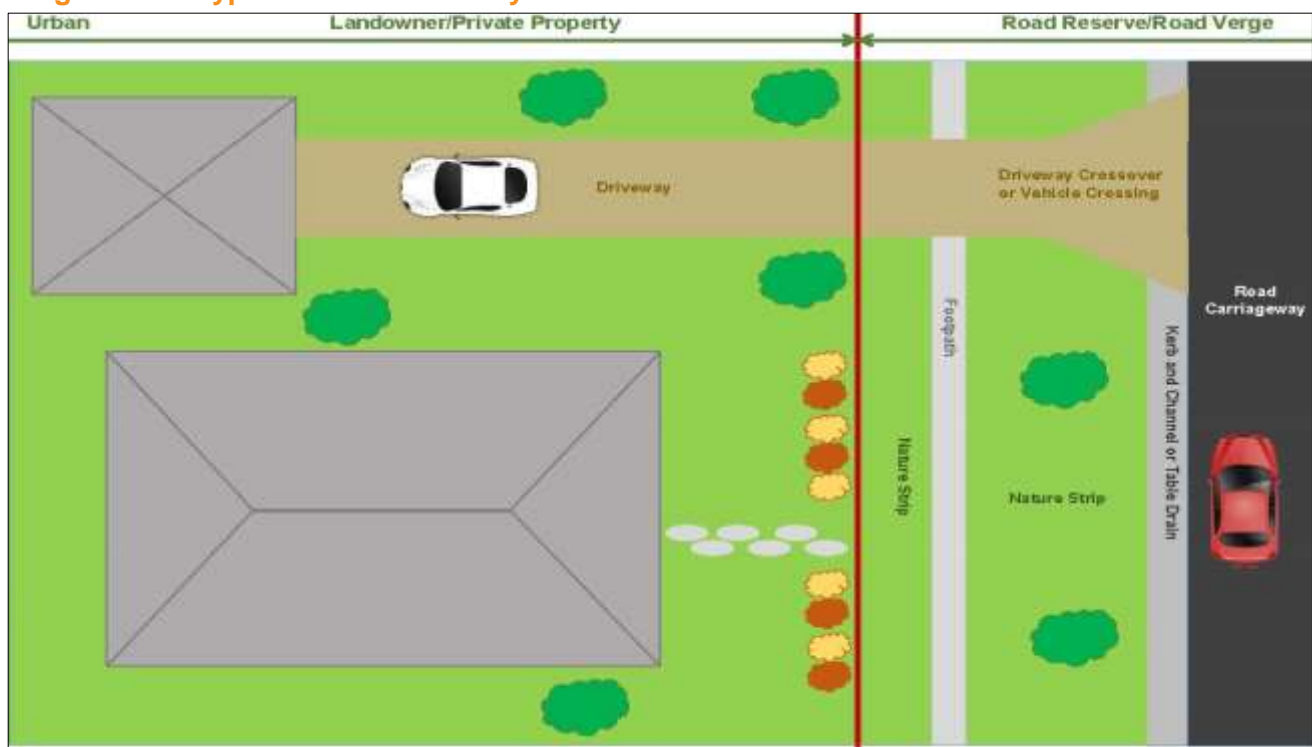 Urban
Landowner/Private Property
Road Reserve/Road Verge
Driveway
Driveway Crossover
or Vehicle Crossing
Road
Carriageway
Footpath
Kerb and Channel or Table Drain
Nature Strip
Nature Strip